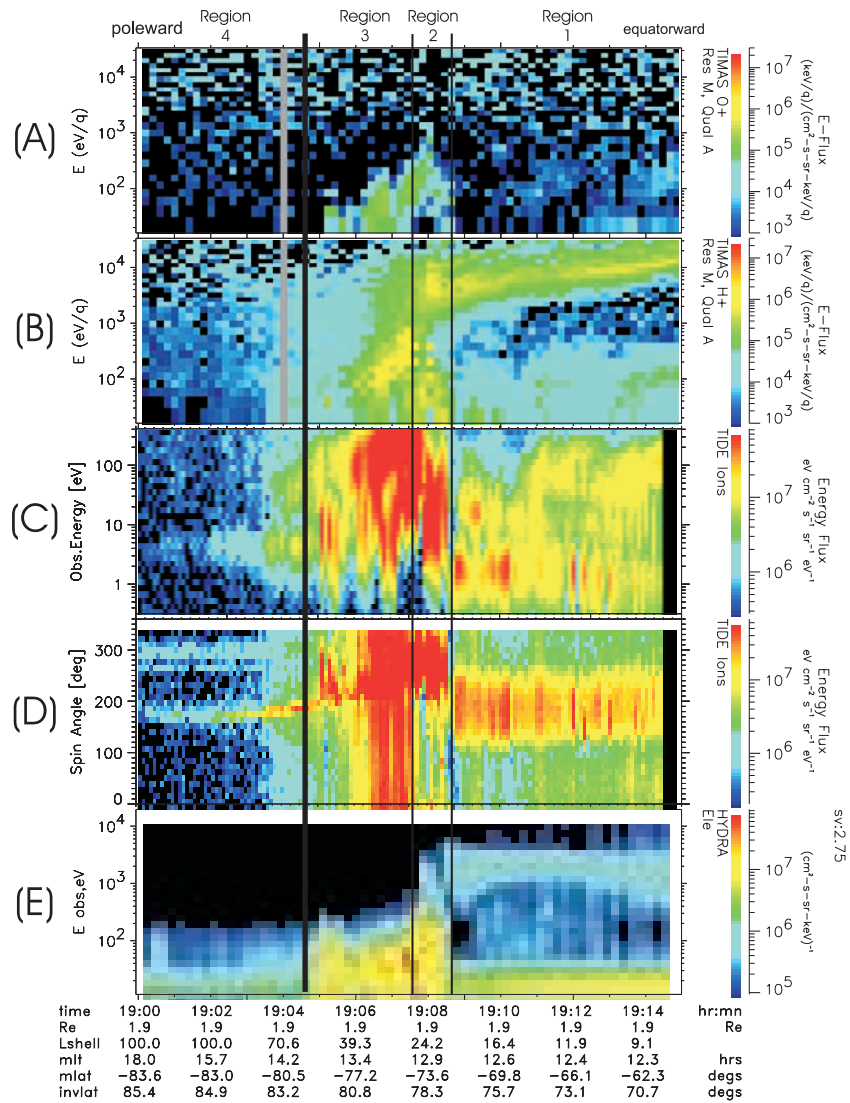 Region Region Region Region
poleward 4 3 2 1 equatorward
(A)
E (eV/q)
10⁴
10³
10²
TIMAS O+
Res M, Qual A
10⁷
10⁶
10⁵
10⁴
10³
(keV/q)/(cm²-s-sr-keV/q)
E-Flux
(B)
E (eV/q)
10⁴
10³
10²
TIMAS H+
Res M, Qual A
10⁷
10⁶
10⁵
10⁴
10³
(keV/q)/(cm²-s-sr-keV/q)
E-Flux
(C)
Obs.Energy [eV]
100
10
1
TIDE Ions
10⁷
10⁶
eV cm⁻² s⁻¹ sr⁻¹ eV⁻¹
Energy Flux
(D)
Spin Angle [deg]
300
200
100
0
TIDE Ions
10⁷
10⁶
eV cm⁻² s⁻¹ sr⁻¹ eV⁻¹
Energy Flux
(E)
E obs,eV
10³
10²
HYDRA
Ele
10⁷
10⁶
10⁵
(cm²-s-sr-keV)⁻¹
sv:2.75
time 19:00 19:02 19:04 19:06 19:08 19:10 19:12 19:14 hr:mn
Re 1.9 1.9 1.9 1.9 1.9 1.9 1.9 1.9 Re
Lshell 100.0 100.0 70.6 39.3 24.2 16.4 11.9 9.1
mlt 18.0 15.7 14.2 13.4 12.9 12.6 12.4 12.3 hrs
mlat −83.6 −83.0 −80.5 −77.2 −73.6 −69.8 −66.1 −62.3 degs
invlat 85.4 84.9 83.2 80.8 78.3 75.7 73.1 70.7 degs